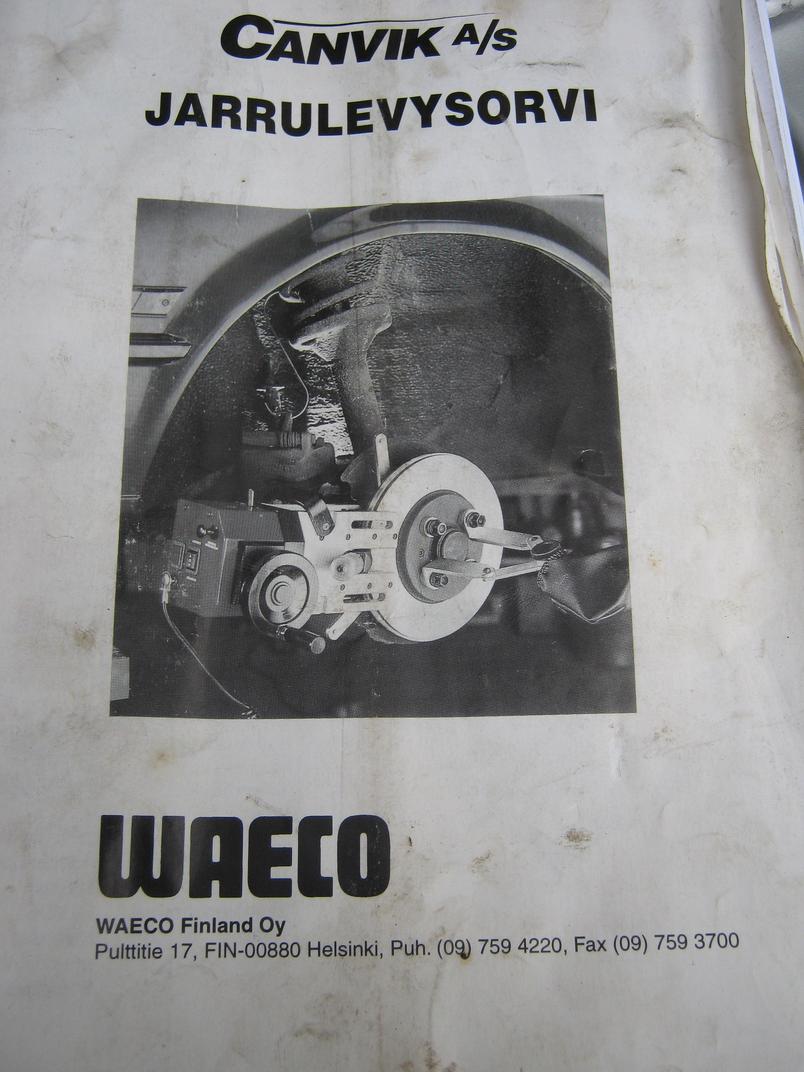 CANVIK A/S
JARRULEVYSORVI
WAECO
WAECO Finland Oy
Pulttitie 17, FIN-00880 Helsinki, Puh. (09) 759 4220, Fax (09) 759 3700